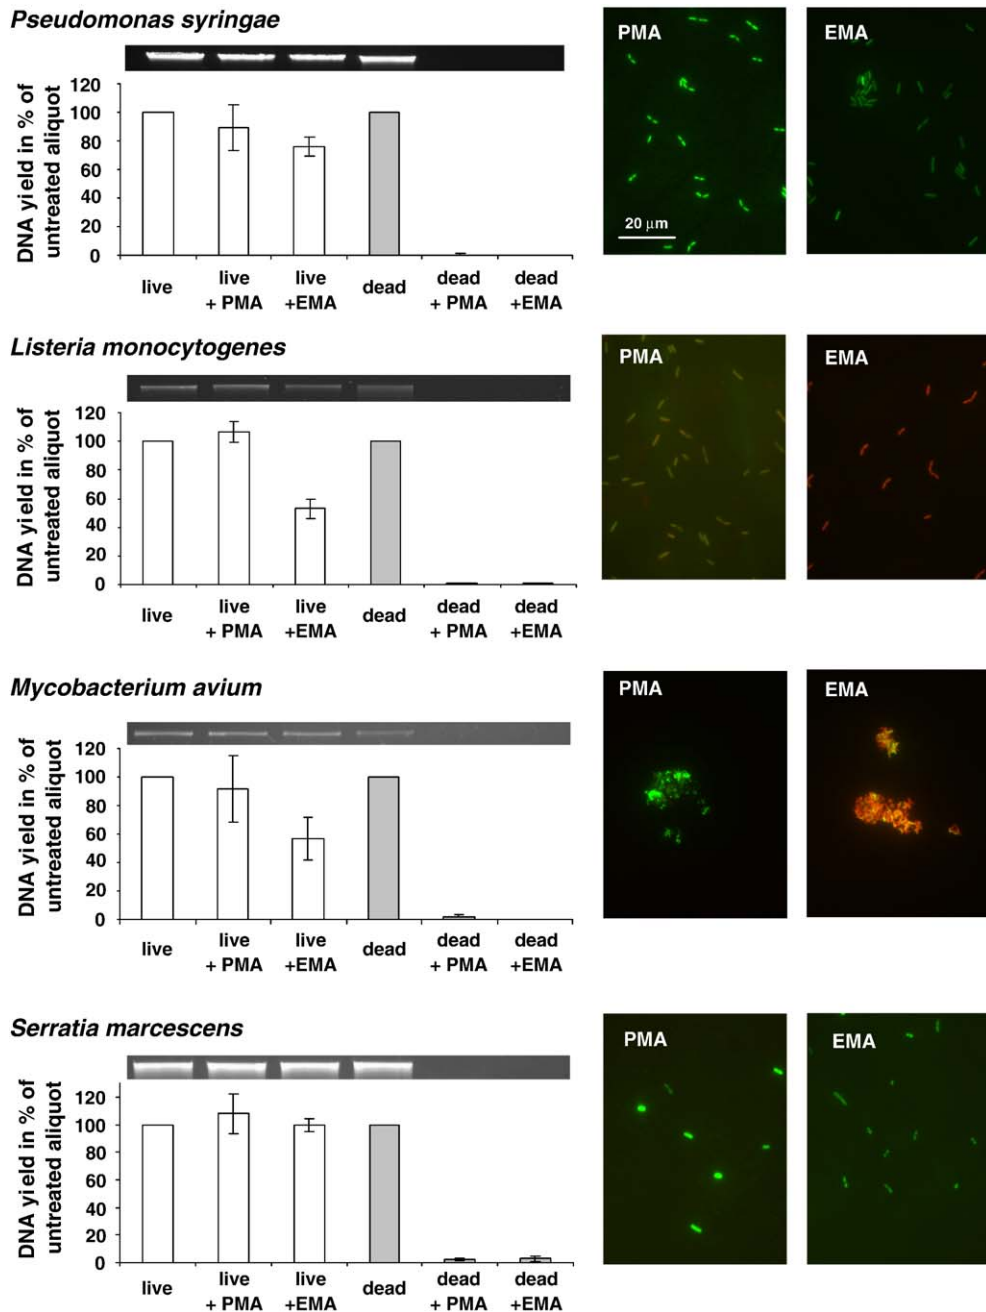 Pseudomonas syringae
DNA yield in % of
untreated aliquot
120
100
80
60
40
20
0
live
live
+ PMA
live
+EMA
dead
dead
+ PMA
dead
+EMA
PMA
20 μm
EMA
Listeria monocytogenes
DNA yield in % of
untreated aliquot
120
100
80
60
40
20
0
live
live
+ PMA
live
+EMA
dead
dead
+ PMA
dead
+EMA
PMA
EMA
Mycobacterium avium
DNA yield in % of
untreated aliquot
120
100
80
60
40
20
0
live
live
+ PMA
live
+EMA
dead
dead
+ PMA
dead
+EMA
PMA
EMA
Serratia marcescens
DNA yield in % of
untreated aliquot
120
100
80
60
40
20
0
live
live
+ PMA
live
+EMA
dead
dead
+ PMA
dead
+EMA
PMA
EMA